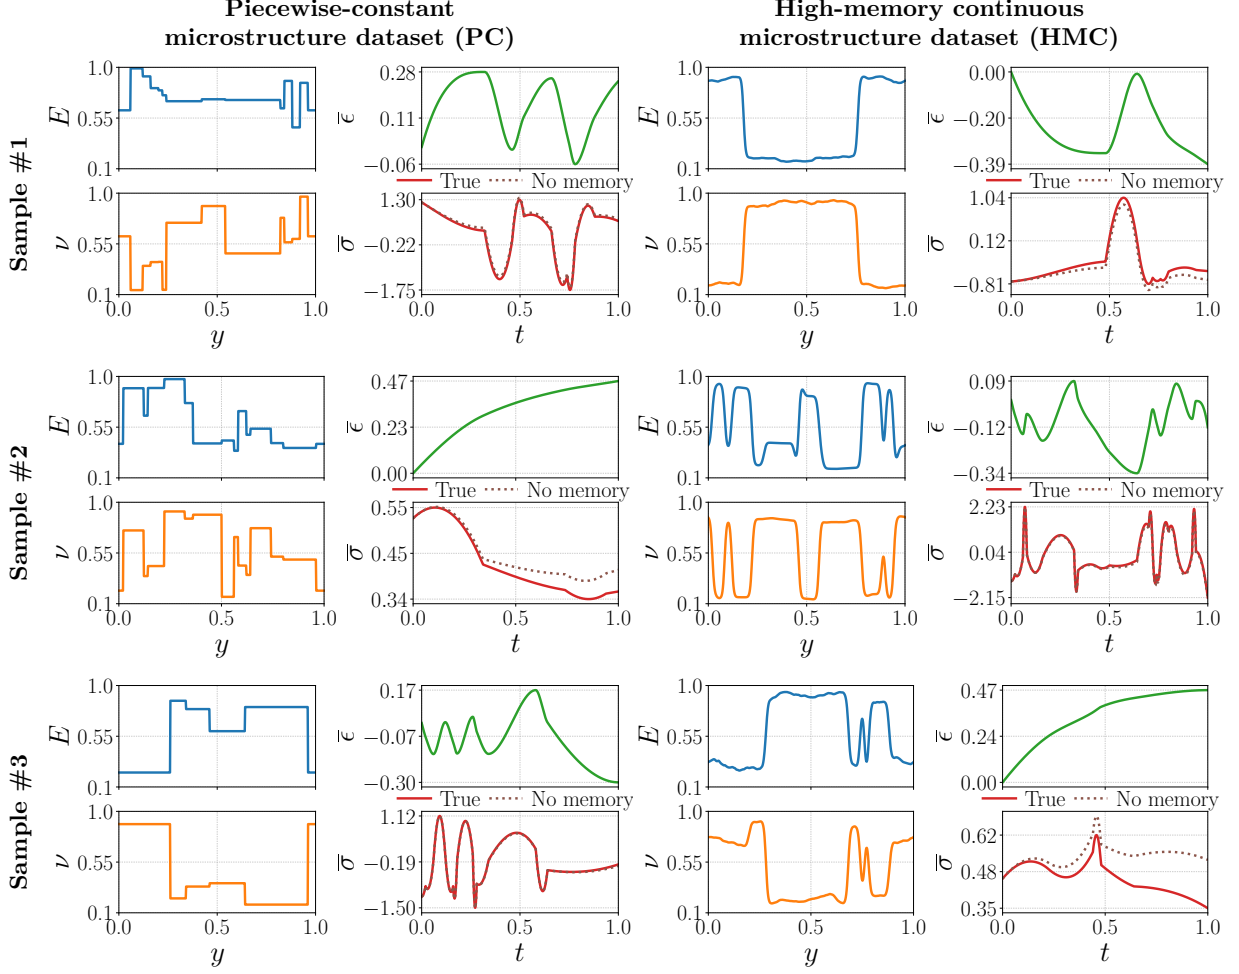 Piecewise-constant
microstructure dataset (PC)
High-memory continuous
microstructure dataset (HMC)
Sample #1
1.0
0.55
0.1
E
0.28
0.11
−0.06
ε̅
1.0
0.55
0.1
E
0.00
−0.20
−0.39
ε̅
True No memory
True No memory
1.0
0.55
0.1
ν
0.0 0.5 1.0
y
1.30
−0.22
−1.75
σ̅
0.0 0.5 1.0
t
1.0
0.55
0.1
ν
0.0 0.5 1.0
y
1.04
0.12
−0.81
σ̅
0.0 0.5 1.0
t
Sample #2
1.0
0.55
0.1
E
0.47
0.23
0.00
ε̅
1.0
0.55
0.1
E
0.09
−0.12
−0.34
ε̅
True No memory
True No memory
1.0
0.55
0.1
ν
0.0 0.5 1.0
y
0.55
0.45
0.34
σ̅
0.0 0.5 1.0
t
1.0
0.55
0.1
ν
0.0 0.5 1.0
y
2.23
0.04
−2.15
σ̅
0.0 0.5 1.0
t
Sample #3
1.0
0.55
0.1
E
0.17
−0.07
−0.30
ε̅
1.0
0.55
0.1
E
0.47
0.24
0.00
ε̅
True No memory
True No memory
1.0
0.55
0.1
ν
0.0 0.5 1.0
y
1.12
−0.19
−1.50
σ̅
0.0 0.5 1.0
t
1.0
0.55
0.1
ν
0.0 0.5 1.0
y
0.62
0.48
0.35
σ̅
0.0 0.5 1.0
t